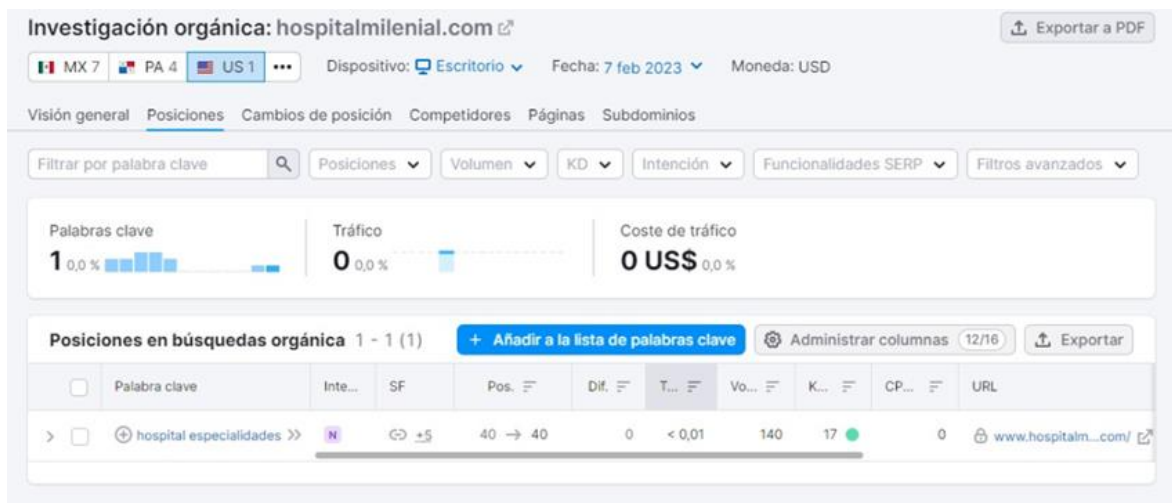 Investigación orgánica: hospitalmilenial.com
Exportar a PDF
MX 7 PA 4 US 1 ••• Dispositivo: Escritorio Fecha: 7 feb 2023 Moneda: USD
Visión general Posiciones Cambios de posición Competidores Páginas Subdominios
Filtrar por palabra clave Posiciones Volumen KD Intención Funcionalidades SERP Filtros avanzados
Palabras clave Tráfico Coste de tráfico
1 0,0 % 0 0,0 % 0 US$ 0,0 %
Posiciones en búsquedas orgánica 1 - 1 (1) + Añadir a la lista de palabras clave Administrar columnas 12/16 Exportar
Palabra clave Inte... SF Pos. Dif. T... Vo... K... CP... URL
hospital especialidades N +5 40 → 40 0 < 0,01 140 17 0 www.hospitalm...com/